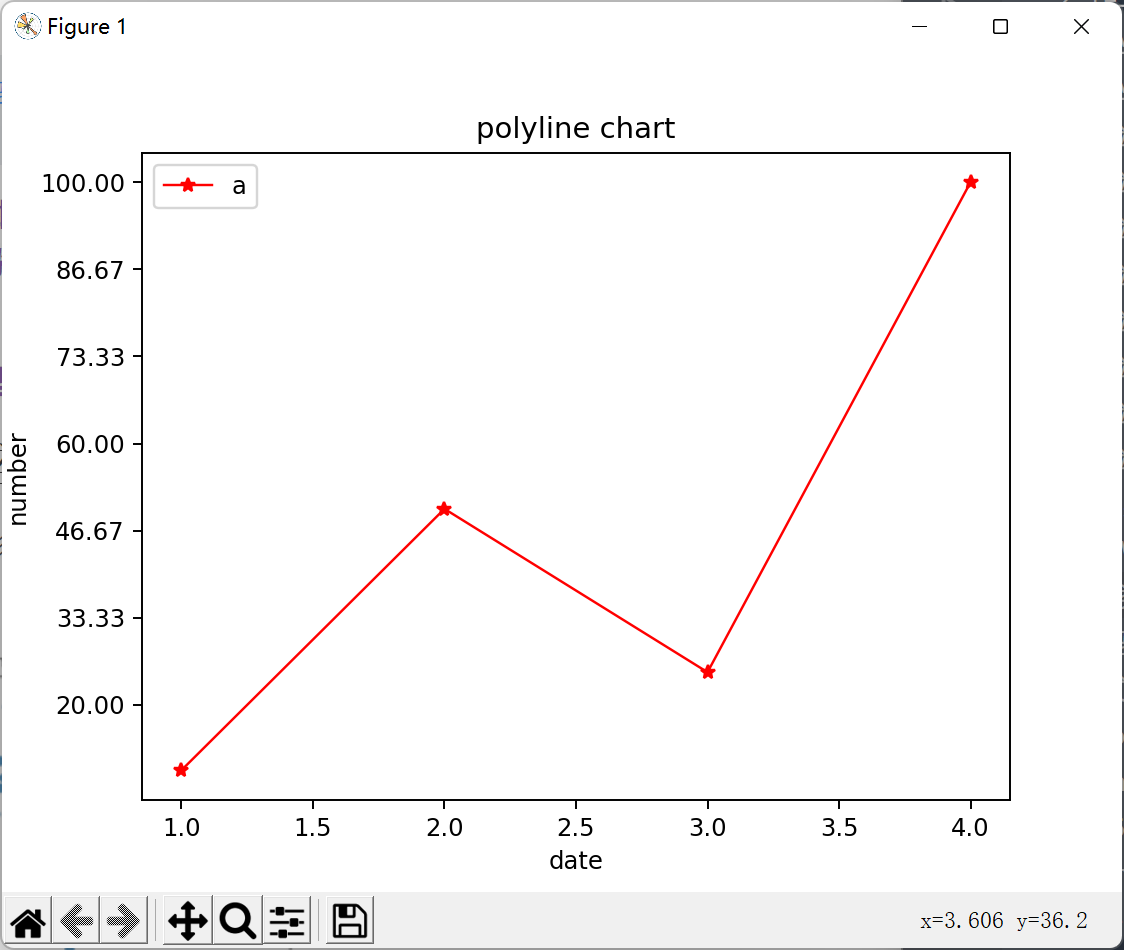 Figure 1
polyline chart
a
100.00
86.67
73.33
60.00
46.67
33.33
20.00
number
1.0 1.5 2.0 2.5 3.0 3.5 4.0
date
x=3.606 y=36.2